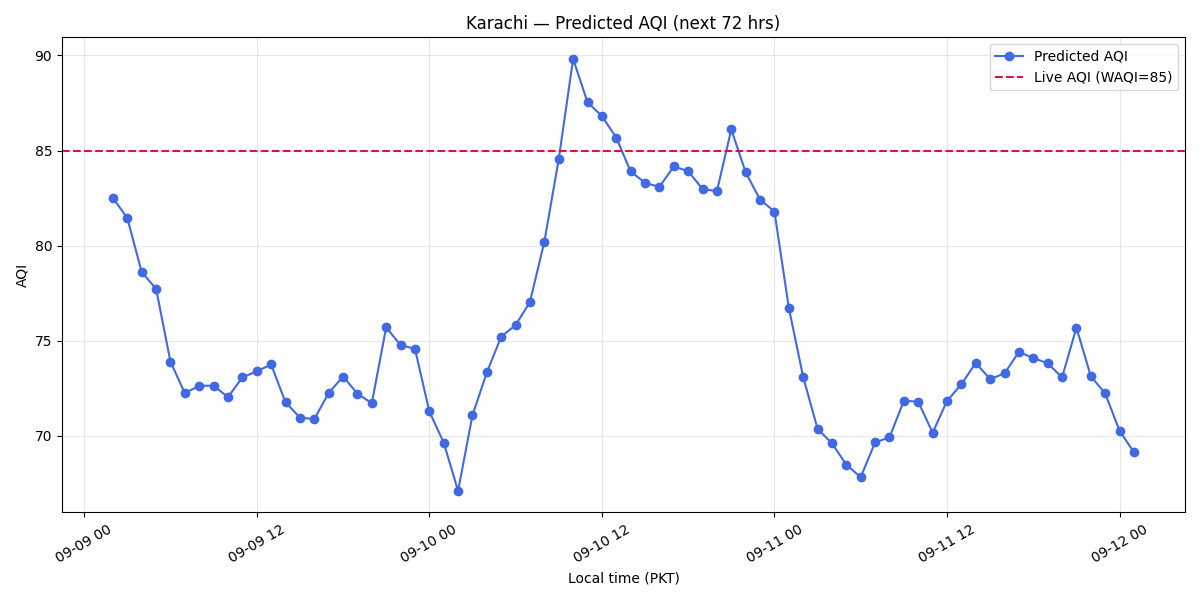 Karachi — Predicted AQI (next 72 hrs)
Predicted AQI
Live AQI (WAQI=85)
AQI
90
85
80
75
70
09-09 00
09-09 12
09-10 00
09-10 12
09-11 00
09-11 12
09-12 00
Local time (PKT)